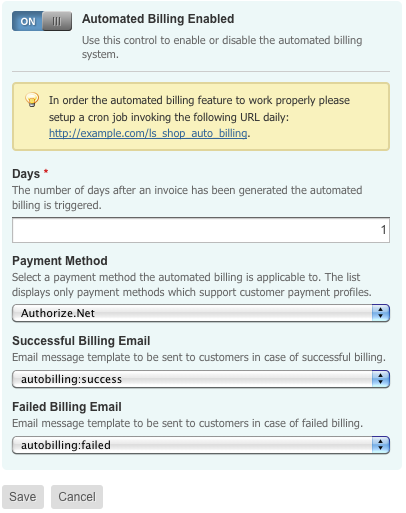 ON
Automated Billing Enabled
Use this control to enable or disable the automated billing
system.
In order the automated billing feature to work properly please
setup a cron job invoking the following URL daily:
http://example.com/ls_shop_auto_billing.
Days *
The number of days after an invoice has been generated the automated
billing is triggered.
1
Payment Method
Select a payment method the automated billing is applicable to. The list
displays only payment methods which support customer payment profiles.
Authorize.Net
Successful Billing Email
Email message template to be sent to customers in case of successful billing.
autobilling:success
Failed Billing Email
Email message template to be sent to customers in case of failed billing.
autobilling:failed
Save Cancel